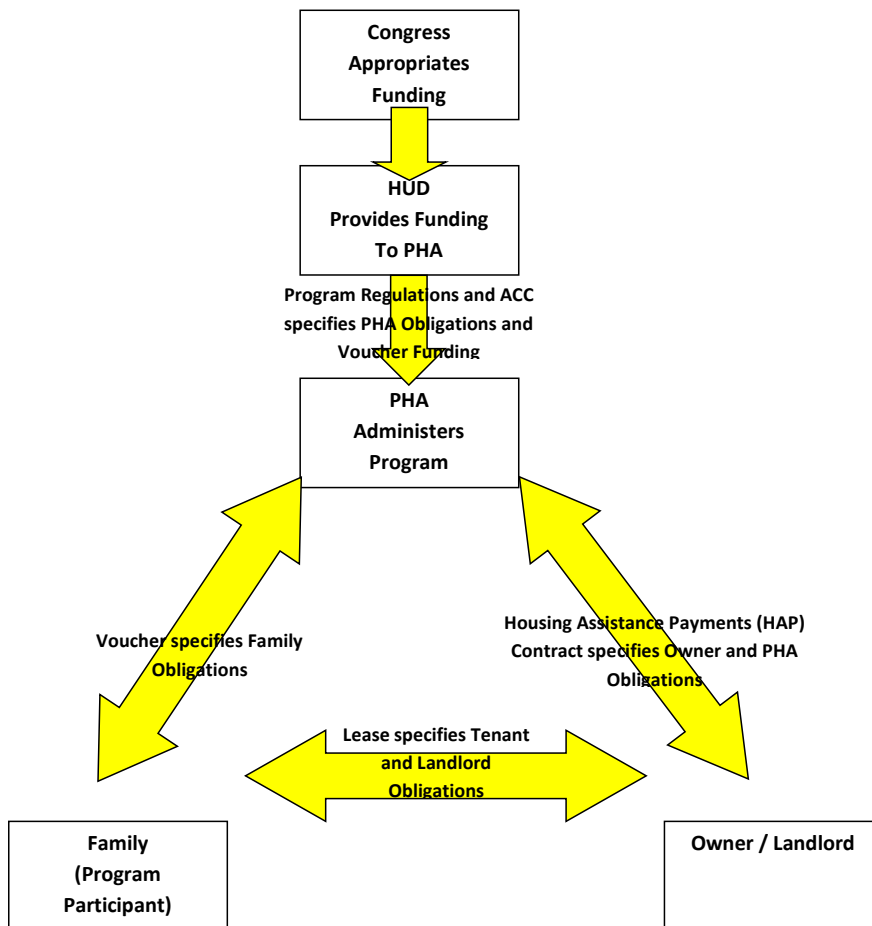 Congress
Appropriates
Funding
HUD
Provides Funding
To PHA
Program Regulations and ACC
specifies PHA Obligations and
Voucher Funding
PHA
Administers
Program
Voucher specifies Family
Obligations
Housing Assistance Payments (HAP)
Contract specifies Owner and PHA
Obligations
Lease specifies Tenant
and Landlord
Obligations
Family
(Program
Participant)
Owner / Landlord